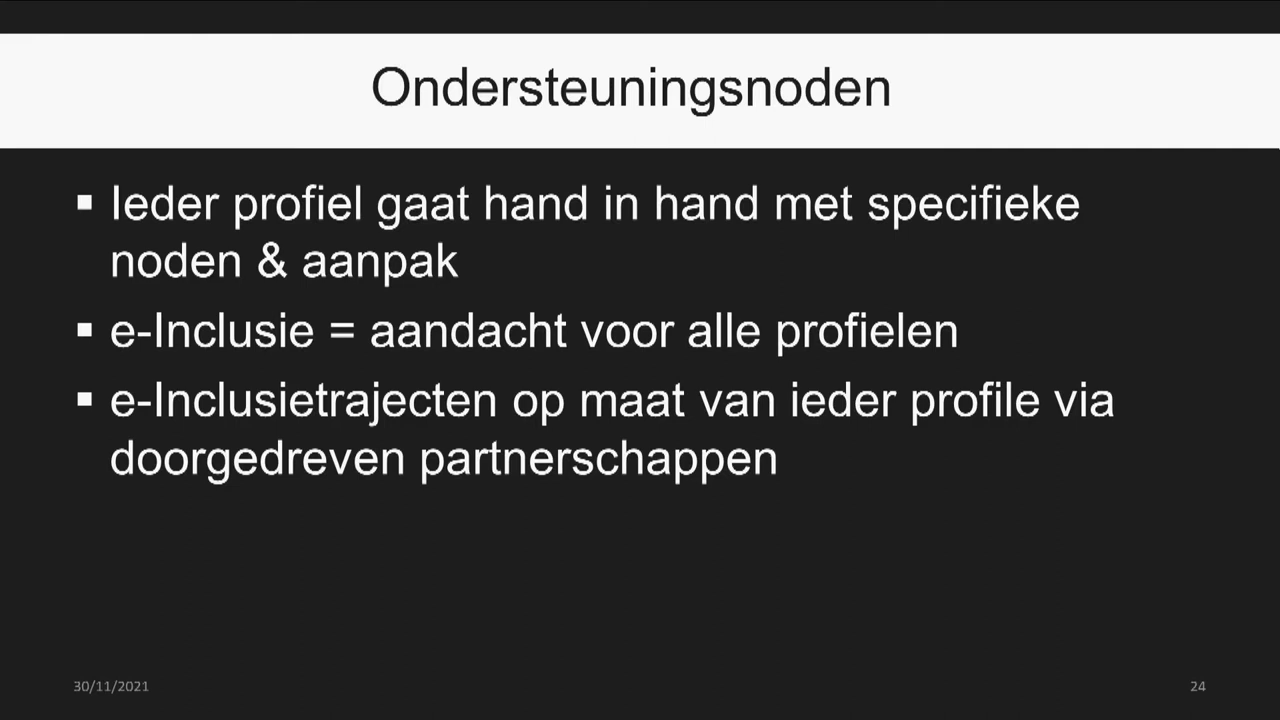 Ondersteuningsnoden
▪ Ieder profiel gaat hand in hand met specifieke
noden & aanpak
▪ e-Inclusie = aandacht voor alle profielen
▪ e-Inclusietrajecten op maat van ieder profile via
doorgedreven partnerschappen
30/11/2021
24